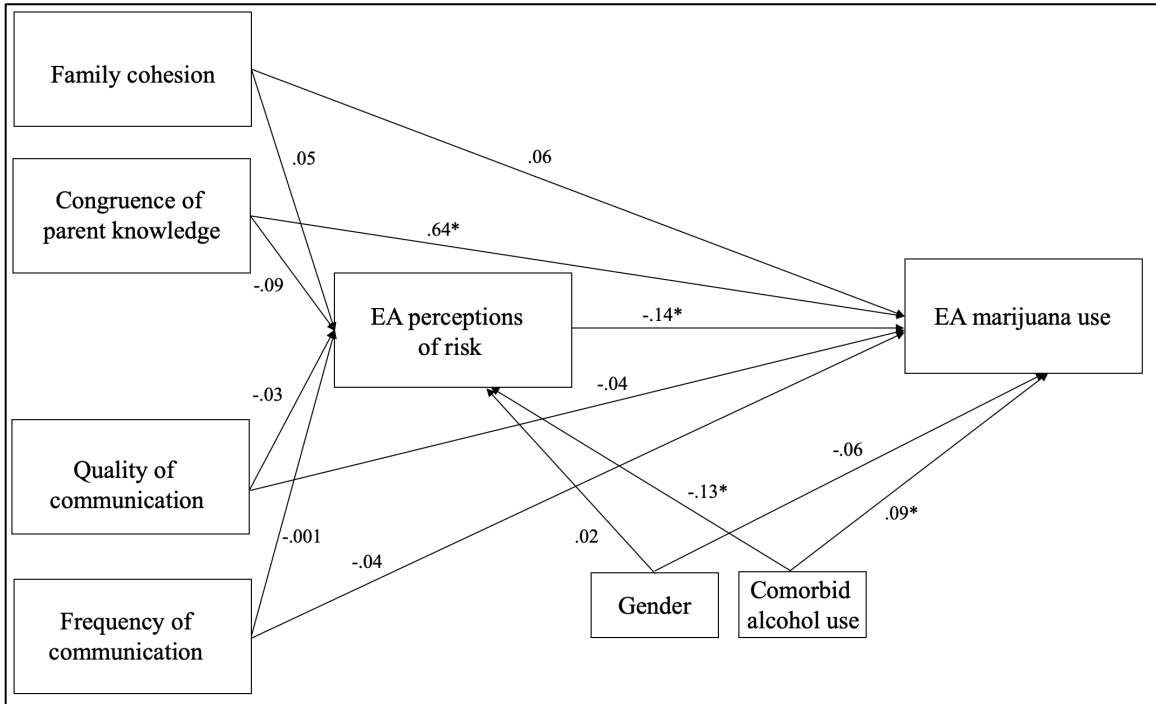 Family cohesion
.05
.06
Congruence of
parent knowledge
.64*
-.09
EA perceptions
of risk
-.14*
EA marijuana use
-.03
-.04
Quality of
communication
-.06
-.13*
.09*
-.001
.02
-.04
Frequency of
communication
Gender
Comorbid
alcohol use